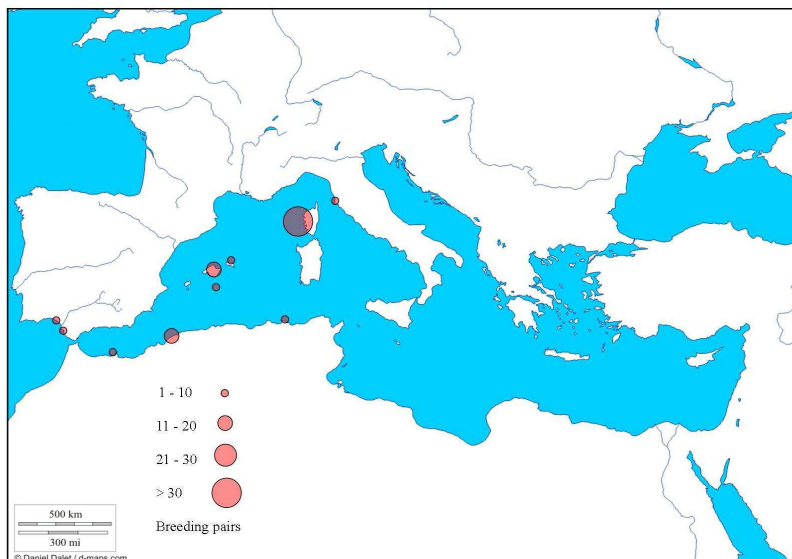 1 - 10
11 - 20
21 - 30
> 30
Breeding pairs
500 km
300 mi
© Daniel Dalet / d-maps.com